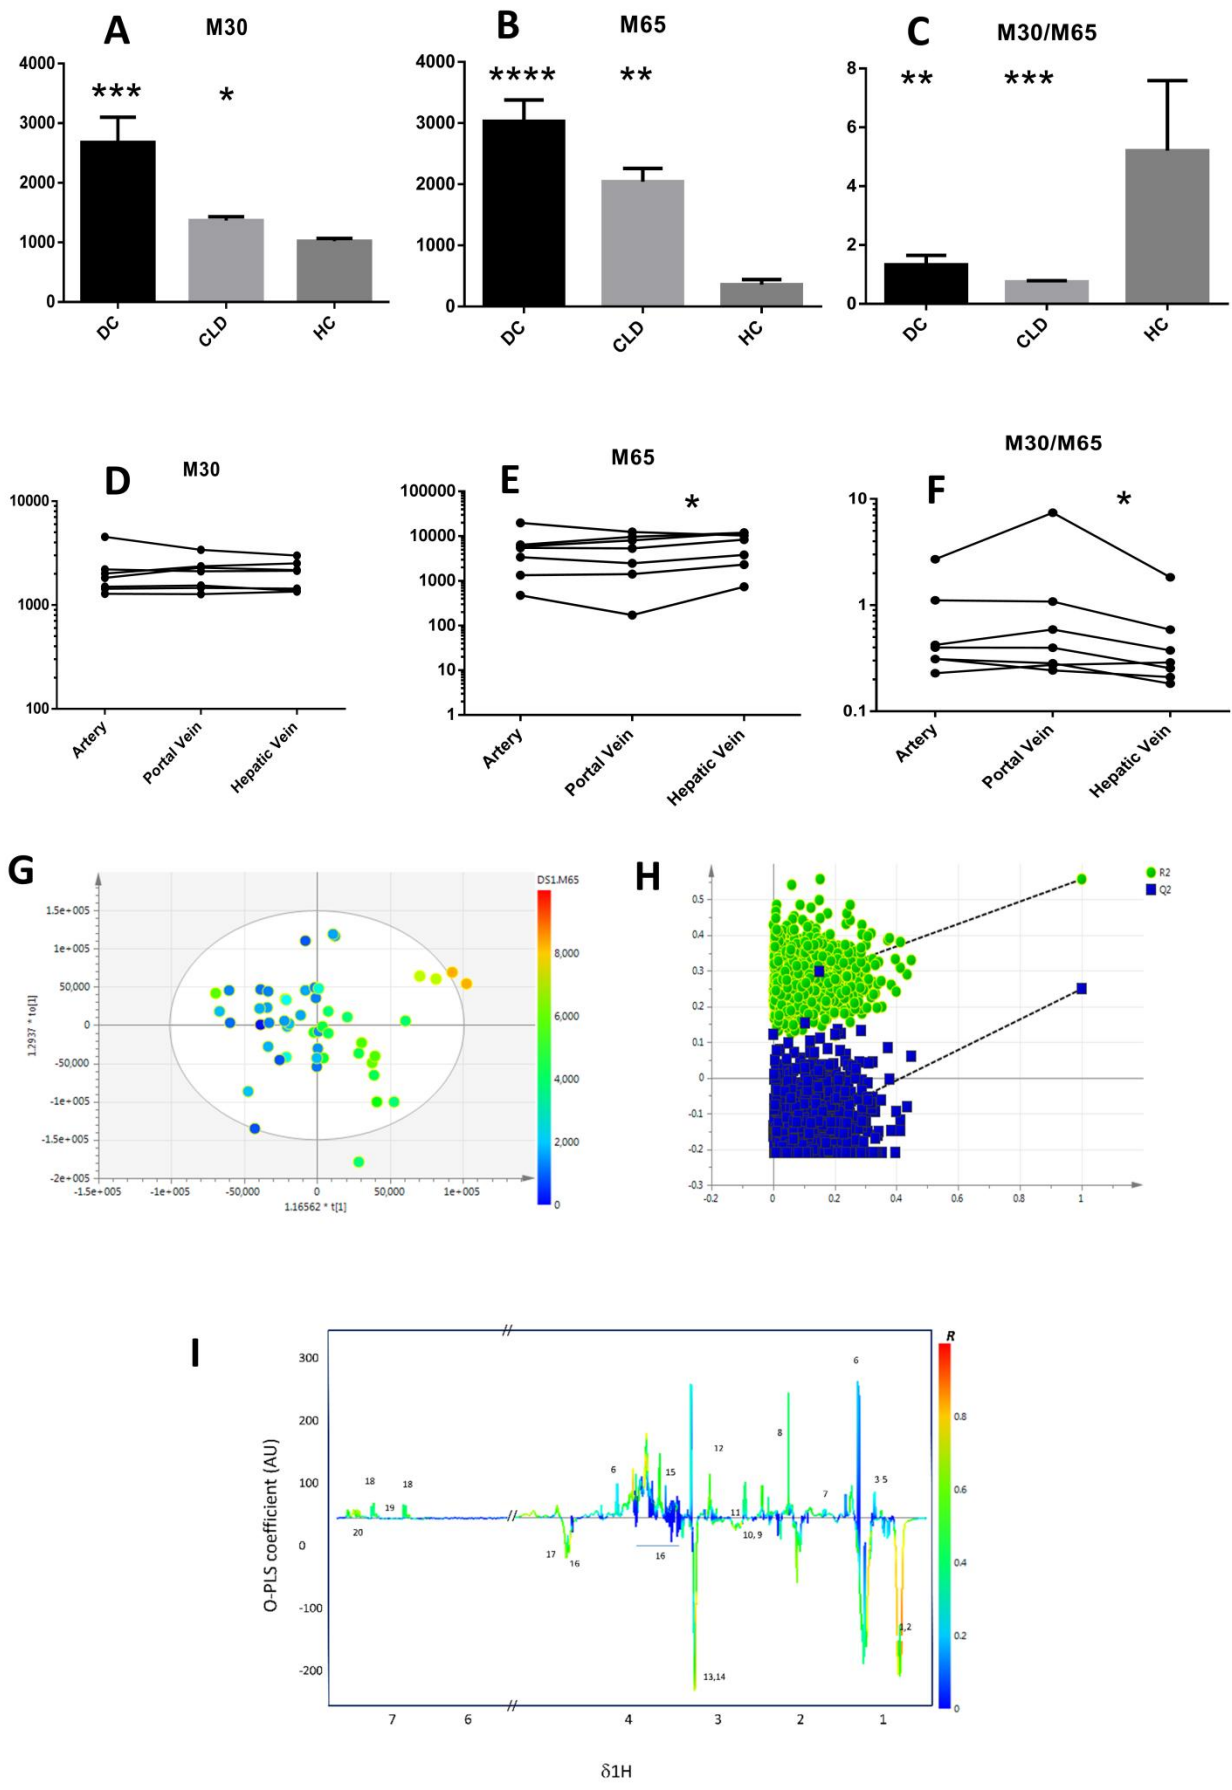 A M30
4000
3000
2000
1000
0
*** *
DC CLD HC
B M65
4000
3000
2000
1000
0
**** **
DC CLD HC
C M30/M65
8
6
4
2
0
** ***
DC CLD HC
D M30
10000
1000
100
Artery Portal Vein Hepatic Vein
E M65
100000
10000
1000
100
10
1
*
Artery Portal Vein Hepatic Vein
F M30/M65
10
1
0.1
*
Artery Portal Vein Hepatic Vein
G
DS1.M65
1.5e+005
1e+005
50,000
0
-50,000
-1e+005
-1.5e+005
-2e+005
1.2937 * to[1]
-1.5e+005 -1e+005 -50,000 0 50,000 1e+005
1.16562 * t[1]
8,000
6,000
4,000
2,000
0
H
R2
Q2
0.5
0.4
0.3
0.2
0.1
0
-0.1
-0.2
-0.3
-0.2 0 0.2 0.4 0.6 0.8 1
I
R
300
200
100
0
-100
-200
O-PLS coefficient (AU)
6
8
12
18 18 6 15 7 3 5
19 11
20 10, 9
17 16 16
13,14
1,2
0.8
0.6
0.4
0.2
0
// //
7 6 4 3 2 1
δ1H